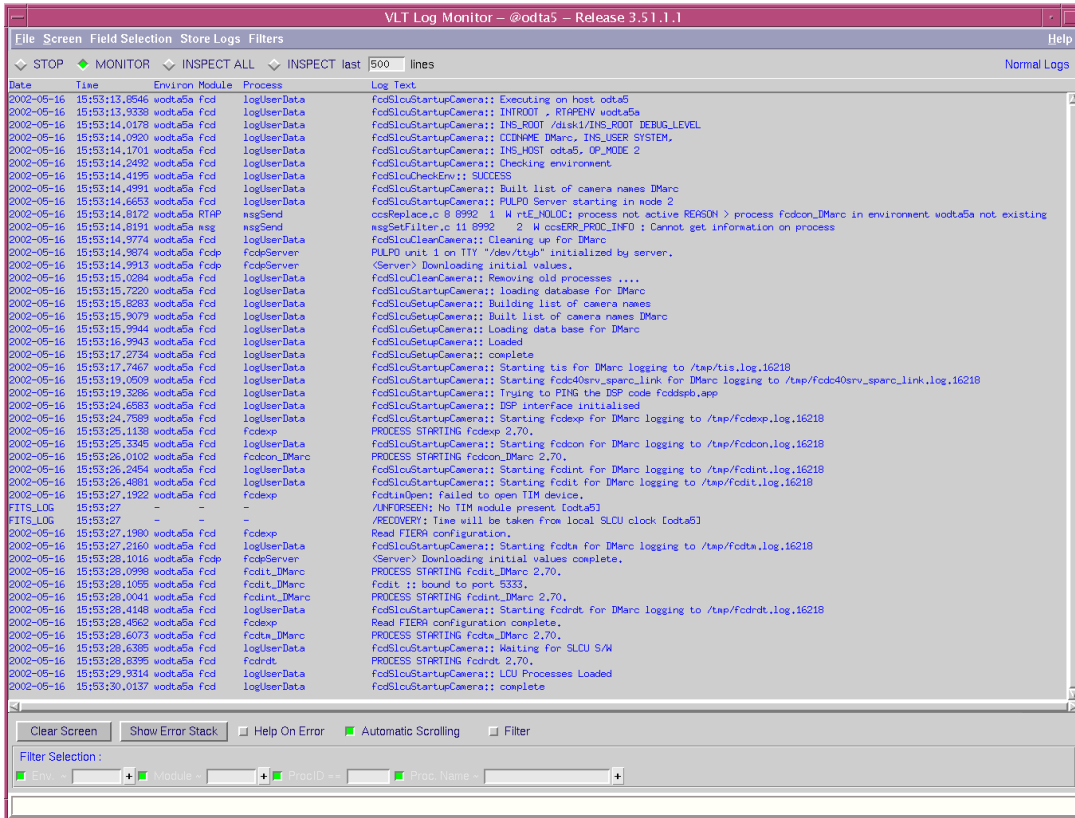 VLT Log Monitor – @odta5 – Release 3.51.1.1
File Screen Field Selection Store Logs Filters Help
STOP MONITOR INSPECT ALL INSPECT last 500 lines Normal Logs
Date Time Environ Module Process Log Text
2002-05-16 15:53:13.8546 wodta5a fcd logUserData fcdSlcuStartupCamera:: Executing on host odta5
2002-05-16 15:53:13.9338 wodta5a fcd logUserData fcdSlcuStartupCamera:: INTROOT , RTAPENV wodta5a
2002-05-16 15:53:14.0178 wodta5a fcd logUserData fcdSlcuStartupCamera:: INS_ROOT /disk1/INS_ROOT DEBUG_LEVEL
2002-05-16 15:53:14.0920 wodta5a fcd logUserData fcdSlcuStartupCamera:: CCDNAME DMarc, INS_USER SYSTEM,
2002-05-16 15:53:14.1701 wodta5a fcd logUserData fcdSlcuStartupCamera:: INS_HOST odta5, OP_MODE 2
2002-05-16 15:53:14.2492 wodta5a fcd logUserData fcdSlcuStartupCamera:: Checking environment
2002-05-16 15:53:14.4195 wodta5a fcd logUserData fcdSlcuCheckEnv:: SUCCESS
2002-05-16 15:53:14.4991 wodta5a fcd logUserData fcdSlcuStartupCamera:: Built list of camera names DMarc
2002-05-16 15:53:14.6653 wodta5a fcd logUserData fcdSlcuStartupCamera:: PULPO Server starting in mode 2
2002-05-16 15:53:14.8172 wodta5a RTAP msgSend ccsReplace.c 8 8992 1 W rtE_NOLOC: process not active REASON > process fcdcon_DMarc in environment wodta5a not existing
2002-05-16 15:53:14.8191 wodta5a msg msgSend msgSetFilter.c 11 8992 2 W ccsERR_PROC_INFO : Cannot get information on process
2002-05-16 15:53:14.9774 wodta5a fcd logUserData fcdSlcuCleanCamera:: Cleaning up for DMarc
2002-05-16 15:53:14.9874 wodta5a fcdp fcdpServer PULPO unit 1 on TTY "/dev/ttyb" initialized by server.
2002-05-16 15:53:14.9913 wodta5a fcdp fcdpServer <Server> Downloading initial values.
2002-05-16 15:53:15.0284 wodta5a fcd logUserData fcdSlcuCleanCamera:: Removing old processes ....
2002-05-16 15:53:15.7220 wodta5a fcd logUserData fcdSlcuStartupCamera:: loading database for DMarc
2002-05-16 15:53:15.8283 wodta5a fcd logUserData fcdSlcuSetupCamera:: Building list of camera names
2002-05-16 15:53:15.9079 wodta5a fcd logUserData fcdSlcuSetupCamera:: Built list of camera names DMarc
2002-05-16 15:53:15.9944 wodta5a fcd logUserData fcdSlcuSetupCamera:: Loading data base for DMarc
2002-05-16 15:53:16.9943 wodta5a fcd logUserData fcdSlcuSetupCamera:: Loaded
2002-05-16 15:53:17.2734 wodta5a fcd logUserData fcdSlcuSetupCamera:: complete
2002-05-16 15:53:17.7467 wodta5a fcd logUserData fcdSlcuStartupCamera:: Starting tis for DMarc logging to /tmp/tis.log.16218
2002-05-16 15:53:19.0509 wodta5a fcd logUserData fcdSlcuStartupCamera:: Starting fcdc40srv_sparc_link for DMarc logging to /tmp/fcdc40srv_sparc_link.log.16218
2002-05-16 15:53:19.3286 wodta5a fcd logUserData fcdSlcuStartupCamera:: Trying to PING the DSP code fcddspb.app
2002-05-16 15:53:24.6583 wodta5a fcd logUserData fcdSlcuStartupCamera:: DSP interface initialised
2002-05-16 15:53:24.7589 wodta5a fcd logUserData fcdSlcuStartupCamera:: Starting fcdexp for DMarc logging to /tmp/fcdexp.log.16218
2002-05-16 15:53:25.1138 wodta5a fcd fcdexp PROCESS STARTING fcdexp 2.70.
2002-05-16 15:53:25.3345 wodta5a fcd logUserData fcdSlcuStartupCamera:: Starting fcdcon for DMarc logging to /tmp/fcdcon.log.16218
2002-05-16 15:53:26.0102 wodta5a fcd fcdcon_DMarc PROCESS STARTING fcdcon_DMarc 2.70.
2002-05-16 15:53:26.2454 wodta5a fcd logUserData fcdSlcuStartupCamera:: Starting fcdint for DMarc logging to /tmp/fcdint.log.16218
2002-05-16 15:53:26.4881 wodta5a fcd logUserData fcdSlcuStartupCamera:: Starting fcdit for DMarc logging to /tmp/fcdit.log.16218
2002-05-16 15:53:27.1922 wodta5a fcd fcdexp fcdtimOpen: failed to open TIM device.
FITS_LOG 15:53:27 - - - /UNFORSEEN: No TIM module present [odta5]
FITS_LOG 15:53:27 - - - /RECOVERY: Time will be taken from local SLCU clock [odta5]
2002-05-16 15:53:27.1980 wodta5a fcd fcdexp Read FIERA configuration.
2002-05-16 15:53:27.2160 wodta5a fcd logUserData fcdSlcuStartupCamera:: Starting fcdtm for DMarc logging to /tmp/fcdtm.log.16218
2002-05-16 15:53:28.1016 wodta5a fcdp fcdpServer <Server> Downloading initial values complete.
2002-05-16 15:53:28.0998 wodta5a fcd fcdit_DMarc PROCESS STARTING fcdit_DMarc 2.70.
2002-05-16 15:53:28.1055 wodta5a fcd fcdit_DMarc fcdit :: bound to port 5333.
2002-05-16 15:53:28.0041 wodta5a fcd fcdint_DMarc PROCESS STARTING fcdint_DMarc 2.70.
2002-05-16 15:53:28.4148 wodta5a fcd logUserData fcdSlcuStartupCamera:: Starting fcdrdt for DMarc logging to /tmp/fcdrdt.log.16218
2002-05-16 15:53:28.4562 wodta5a fcd fcdexp Read FIERA configuration complete.
2002-05-16 15:53:28.6073 wodta5a fcd fcdtm_DMarc PROCESS STARTING fcdtm_DMarc 2.70.
2002-05-16 15:53:28.6385 wodta5a fcd logUserData fcdSlcuStartupCamera:: Waiting for SLCU S/W
2002-05-16 15:53:28.8395 wodta5a fcd fcdrdt PROCESS STARTING fcdrdt 2.70.
2002-05-16 15:53:29.9314 wodta5a fcd logUserData fcdSlcuStartupCamera:: LCU Processes Loaded
2002-05-16 15:53:30.0137 wodta5a fcd logUserData fcdSlcuStartupCamera:: complete
Clear Screen Show Error Stack Help On Error Automatic Scrolling Filter
Filter Selection :
Env. = + Module = + ProcID == Proc. Name = +